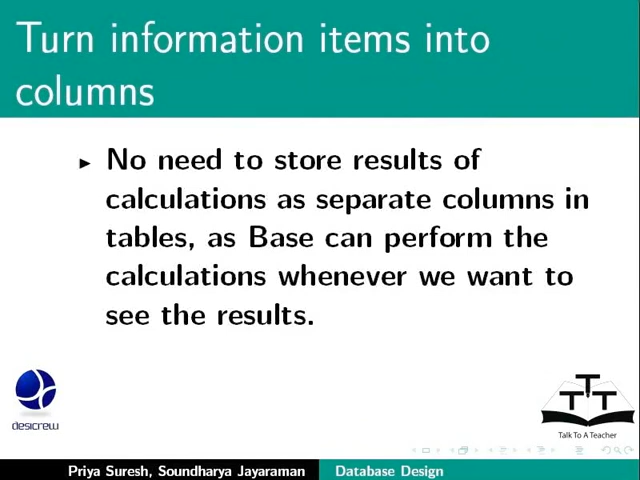 Turn information items into
columns
No need to store results of
calculations as separate columns in
tables, as Base can perform the
calculations whenever we want to
see the results.
desicrew
T T T
Talk To A Teacher
Priya Suresh, Soundharya Jayaraman Database Design